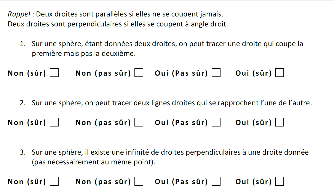 Rappel : Deux droites sont parallèles si elles ne se coupent jamais.
Deux droites sont perpendiculaires si elles se coupent à angle droit.
1. Sur une sphère, étant données deux droites, on peut tracer une droite qui coupe la
première mais pas la deuxième.
Non (sûr) Non (pas sûr) Oui (Pas sûr) Oui (sûr)
2. Sur une sphère, on peut tracer deux lignes droites qui se rapprochent l'une de l'autre.
Non (sûr) Non (pas sûr) Oui (Pas sûr) Oui (sûr)
3. Sur une sphère, il existe une infinité de droites perpendiculaires à une droite donnée
(pas nécessairement au même point).
Non (sûr) Non (pas sûr) Oui (Pas sûr) Oui (sûr)